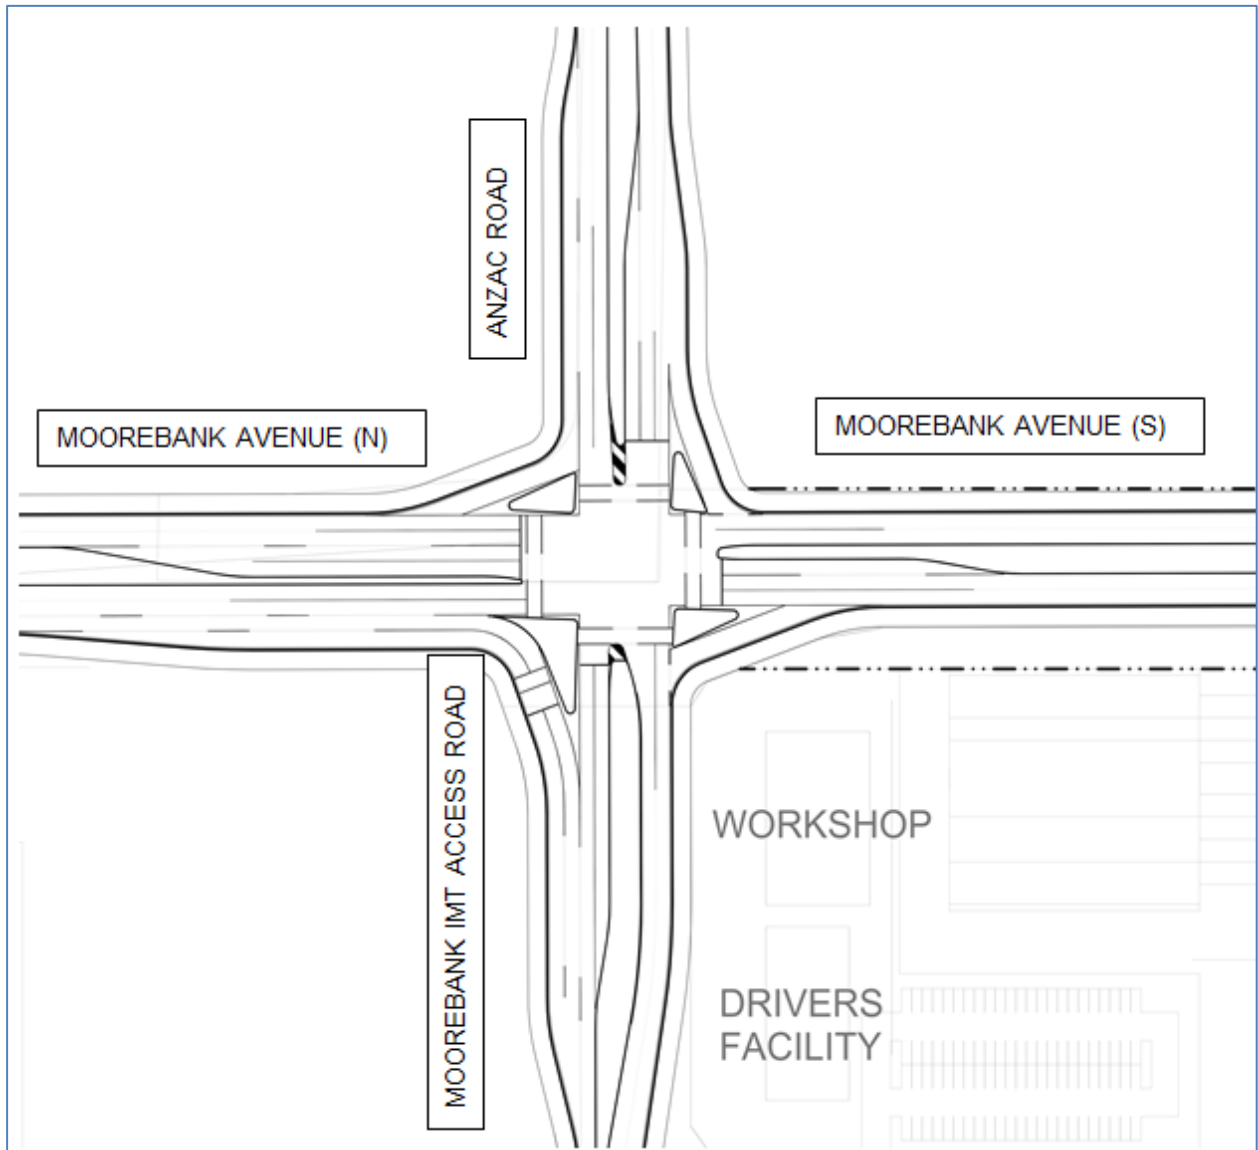 ANZAC ROAD
MOOREBANK AVENUE (N)
MOOREBANK AVENUE (S)
MOOREBANK IMT ACCESS ROAD
WORKSHOP
DRIVERS
FACILITY